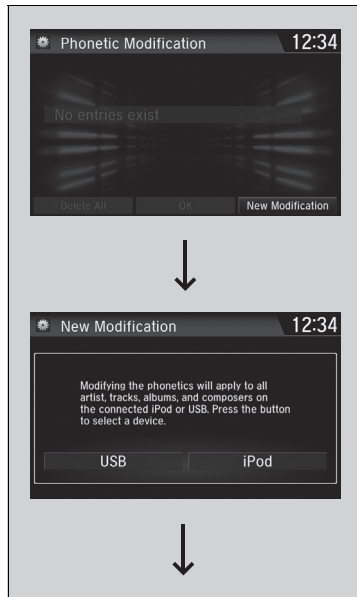 Phonetic Modification 12:34
No entries exist
Delete All OK New Modification
New Modification 12:34
Modifying the phonetics will apply to all
artist, tracks, albums, and composers on
the connected iPod or USB. Press the button
to select a device.
USB iPod